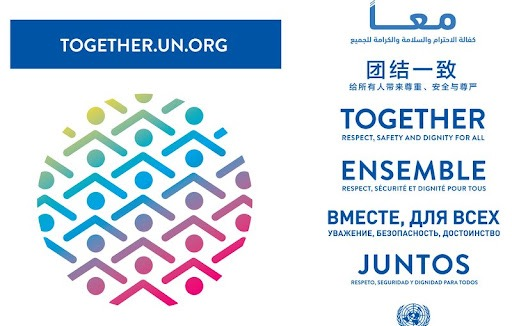 TOGETHER.UN.ORG
معاً
كفالة الاحترام والسلامة والكرامة للجميع
团结一致
给所有人带来尊重、安全与尊严
TOGETHER
RESPECT, SAFETY AND DIGNITY FOR ALL
ENSEMBLE
RESPECT, SÉCURITÉ ET DIGNITÉ POUR TOUS
ВМЕСТЕ, ДЛЯ ВСЕХ
УВАЖЕНИЕ, БЕЗОПАСНОСТЬ, ДОСТОИНСТВО
JUNTOS
RESPETO, SEGURIDAD Y DIGNIDAD PARA TODOS